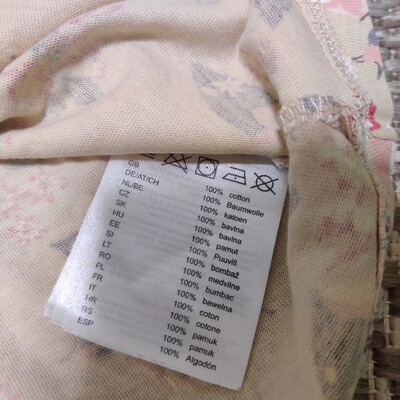 GB 100% cotton
DE/AT/CH 100% Baumwolle
NL/BE 100% katoen
CZ 100% bavlna
SK 100% bavlna
HU 100% pamut
EE 100% Puuvill
SI 100% bombaž
LT 100% medvilnė
RO 100% bumbac
PL 100% bawełna
FR 100% coton
IT 100% cotone
HR 100% pamuk
RS 100% pamuk
ESP 100% Algodón